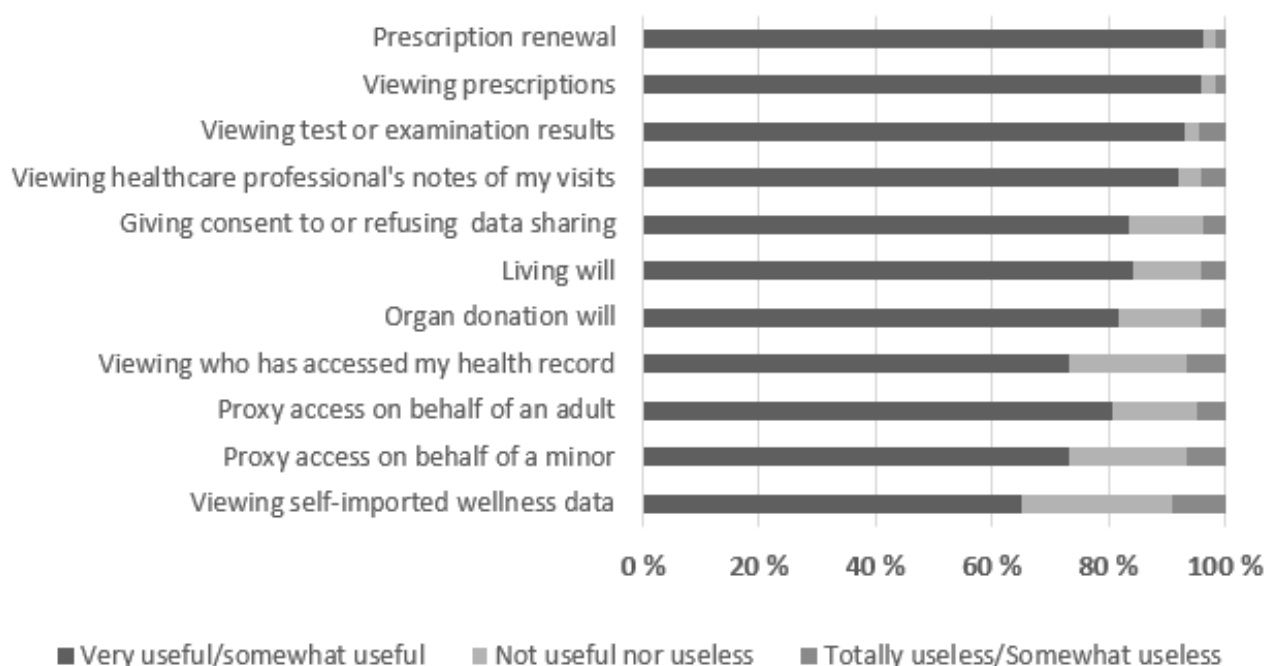 Prescription renewal
Viewing prescriptions
Viewing test or examination results
Viewing healthcare professional's notes of my visits
Giving consent to or refusing  data sharing
Living will
Organ donation will
Viewing who has accessed my health record
Proxy access on behalf of an adult
Proxy access on behalf of a minor
Viewing self-imported wellness data
0 % 20 % 40 % 60 % 80 % 100 %
Very useful/somewhat useful Not useful nor useless Totally useless/Somewhat useless